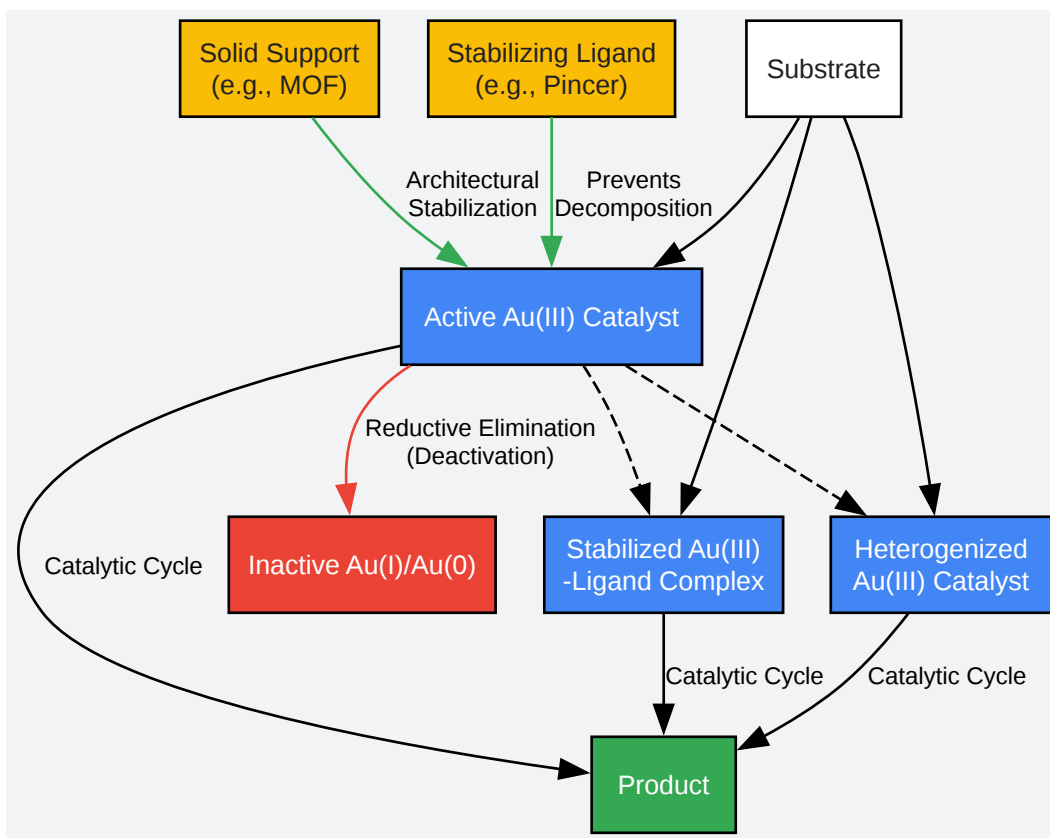 Solid Support
(e.g., MOF)
Stabilizing Ligand
(e.g., Pincer)
Substrate
Architectural
Stabilization
Prevents
Decomposition
Active Au(III) Catalyst
Reductive Elimination
(Deactivation)
Catalytic Cycle
Inactive Au(I)/Au(0)
Stabilized Au(III)
-Ligand Complex
Heterogenized
Au(III) Catalyst
Catalytic Cycle
Catalytic Cycle
Product